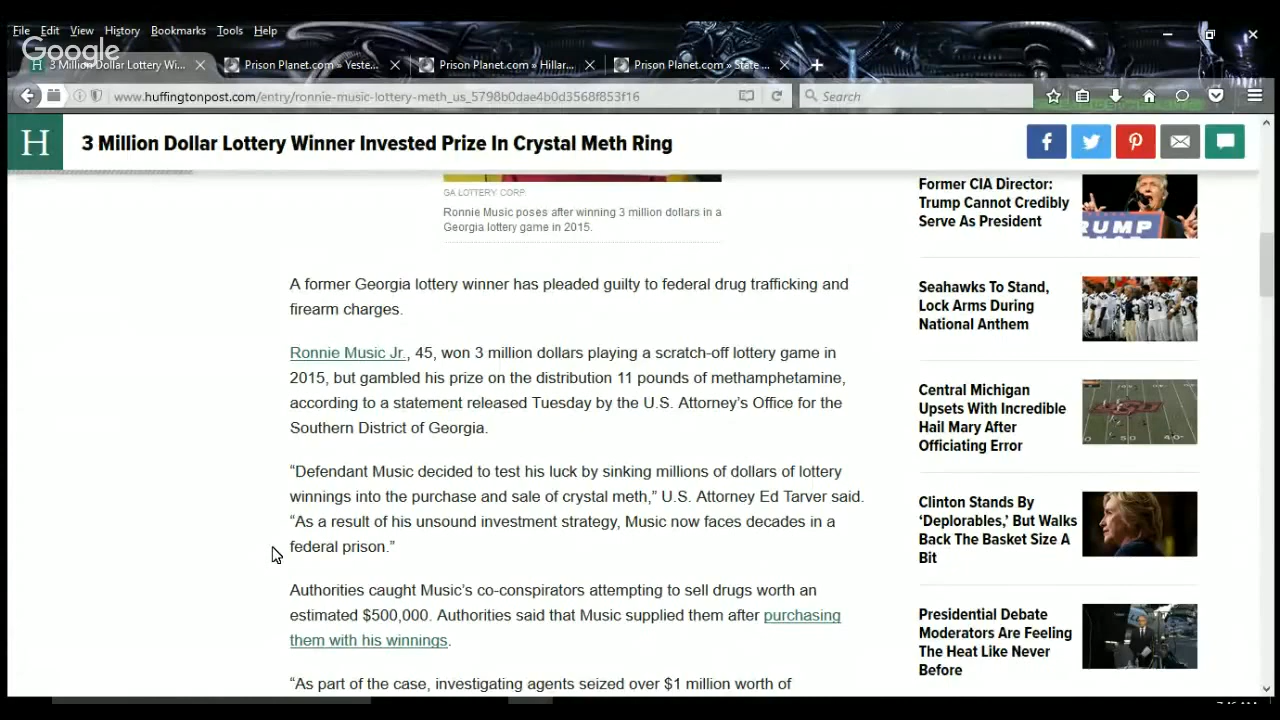 File Edit View History Bookmarks Tools Help
Google
3 Million Dollar Lottery Wi...
Prison Planet.com » Yeste...
Prison Planet.com » Hillar...
Prison Planet.com » State ...
www.huffingtonpost.com/entry/ronnie-music-lottery-meth_us_5798b0dae4b0d3568f853f16
Search
H
3 Million Dollar Lottery Winner Invested Prize In Crystal Meth Ring
GA LOTTERY CORP.
Ronnie Music poses after winning 3 million dollars in a
Georgia lottery game in 2015.
A former Georgia lottery winner has pleaded guilty to federal drug trafficking and
firearm charges.
Ronnie Music Jr., 45, won 3 million dollars playing a scratch-off lottery game in
2015, but gambled his prize on the distribution 11 pounds of methamphetamine,
according to a statement released Tuesday by the U.S. Attorney’s Office for the
Southern District of Georgia.
“Defendant Music decided to test his luck by sinking millions of dollars of lottery
winnings into the purchase and sale of crystal meth,” U.S. Attorney Ed Tarver said.
“As a result of his unsound investment strategy, Music now faces decades in a
federal prison.”
Authorities caught Music’s co-conspirators attempting to sell drugs worth an
estimated $500,000. Authorities said that Music supplied them after purchasing
them with his winnings.
“As part of the case, investigating agents seized over $1 million worth of
Former CIA Director:
Trump Cannot Credibly
Serve As President
RUMP
Seahawks To Stand,
Lock Arms During
National Anthem
Central Michigan
Upsets With Incredible
Hail Mary After
Officiating Error
Clinton Stands By
‘Deplorables,’ But Walks
Back The Basket Size A
Bit
Presidential Debate
Moderators Are Feeling
The Heat Like Never
Before